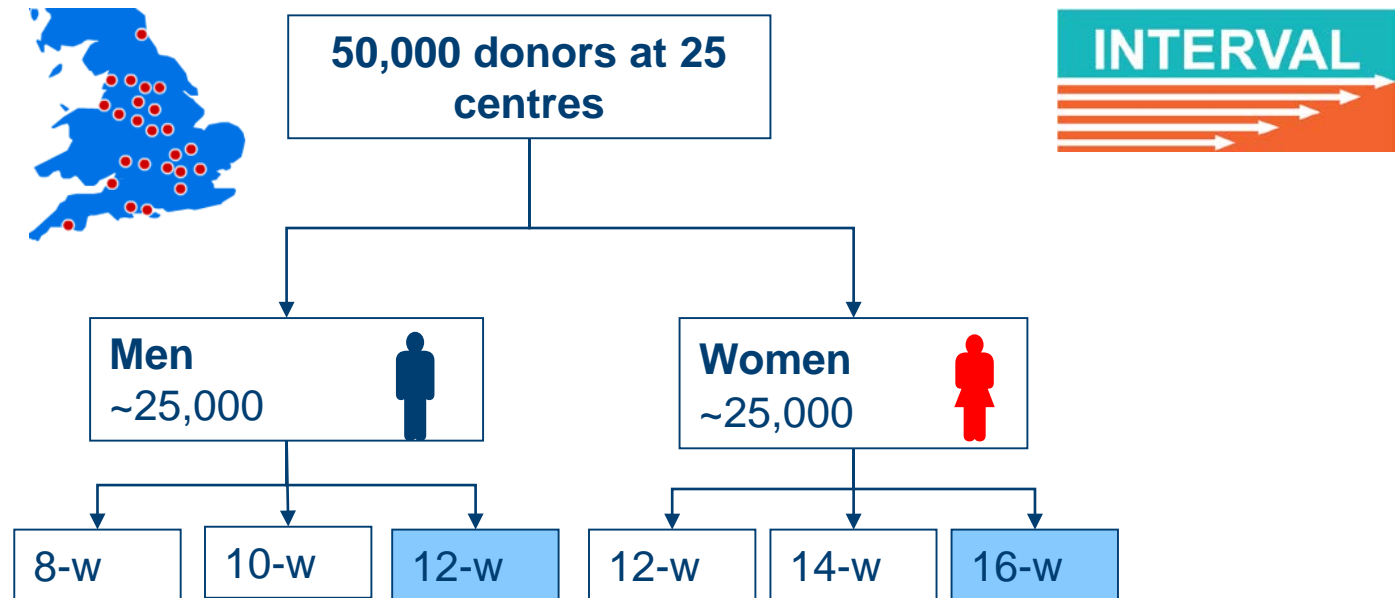 50,000 donors at 25
centres
INTERVAL
Men
~25,000
Women
~25,000
8-w
10-w
12-w
12-w
14-w
16-w